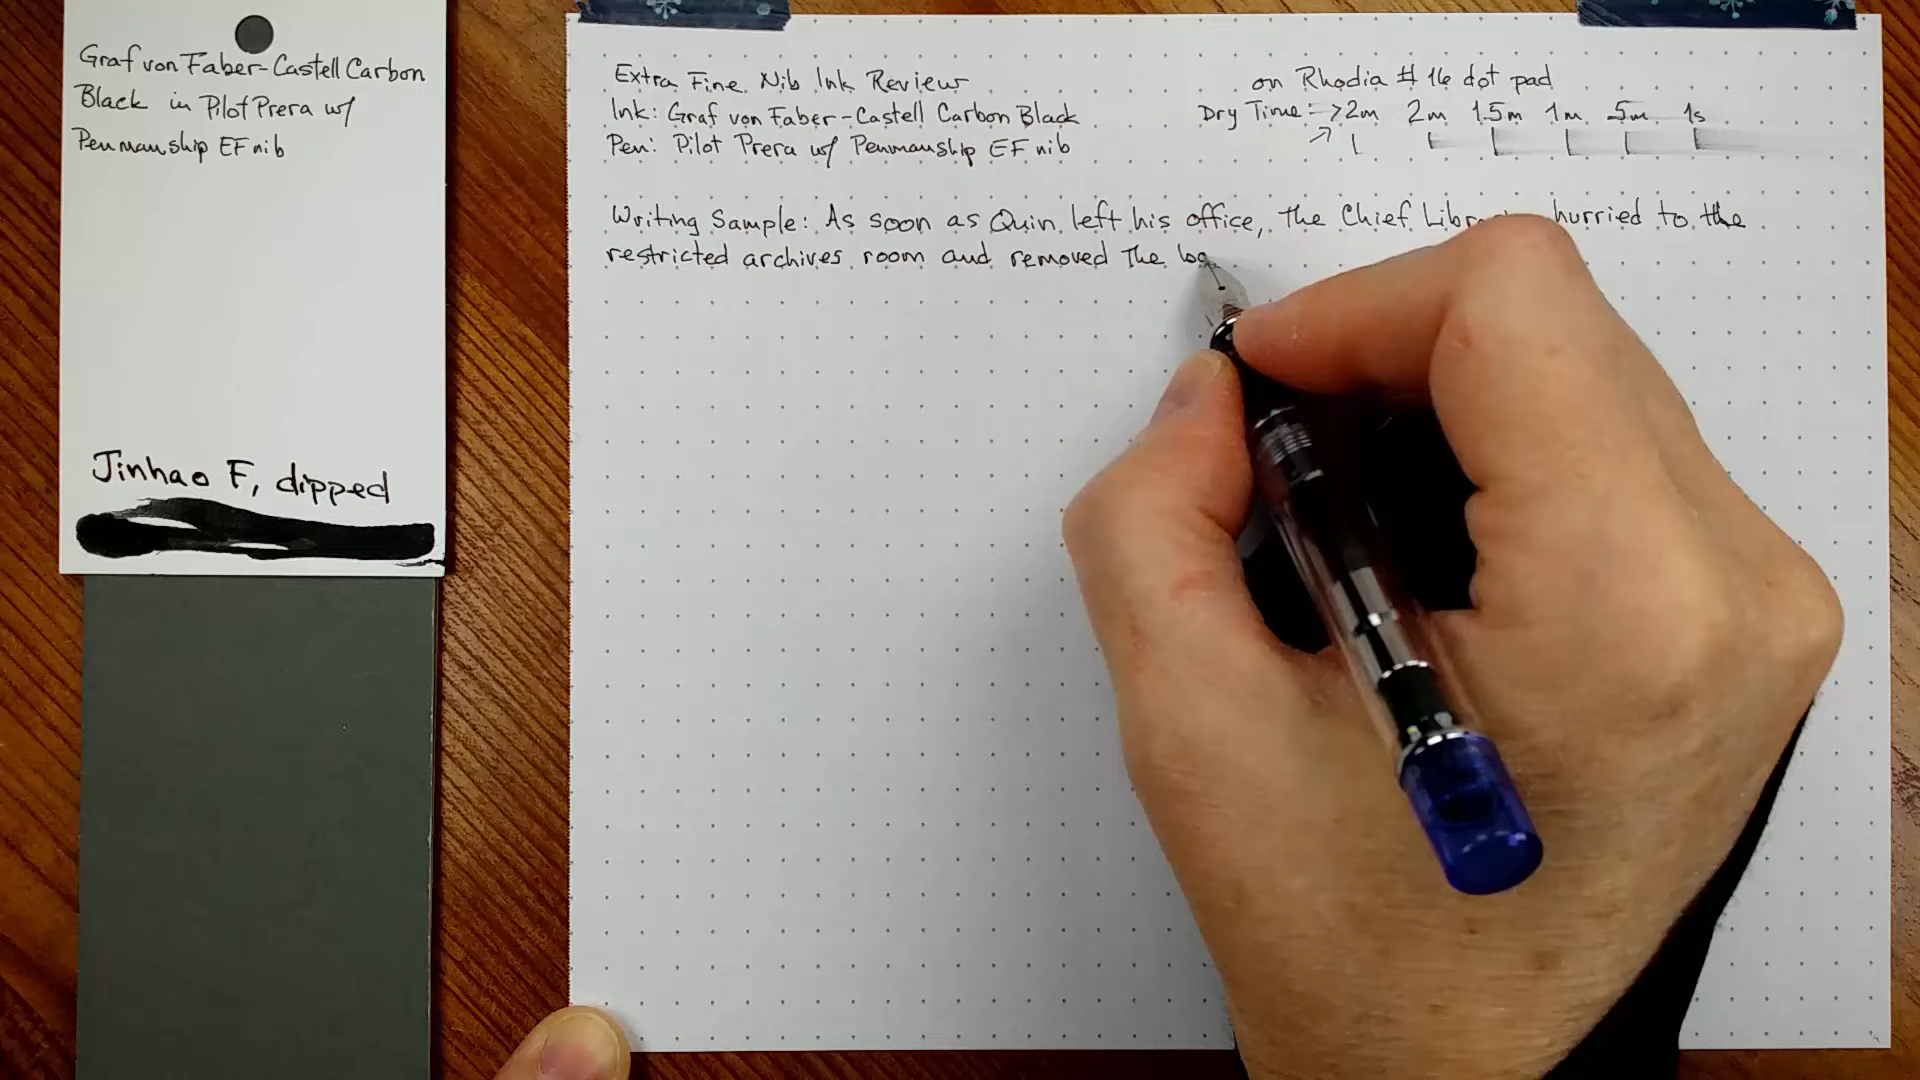 Graf von Faber-Castell Carbon
Black in Pilot Prera w/
Penmanship EF nib
Jinhao F, dipped
Extra Fine Nib Ink Review
Ink: Graf von Faber-Castell Carbon Black
Pen: Pilot Prera w/ Penmanship EF nib
on Rhodia #16 dot pad
Dry Time: >2m 2m 1.5m 1m .5m 1s
Writing Sample: As soon as Quin left his office, the Chief hurried to the
restricted archives room and removed the